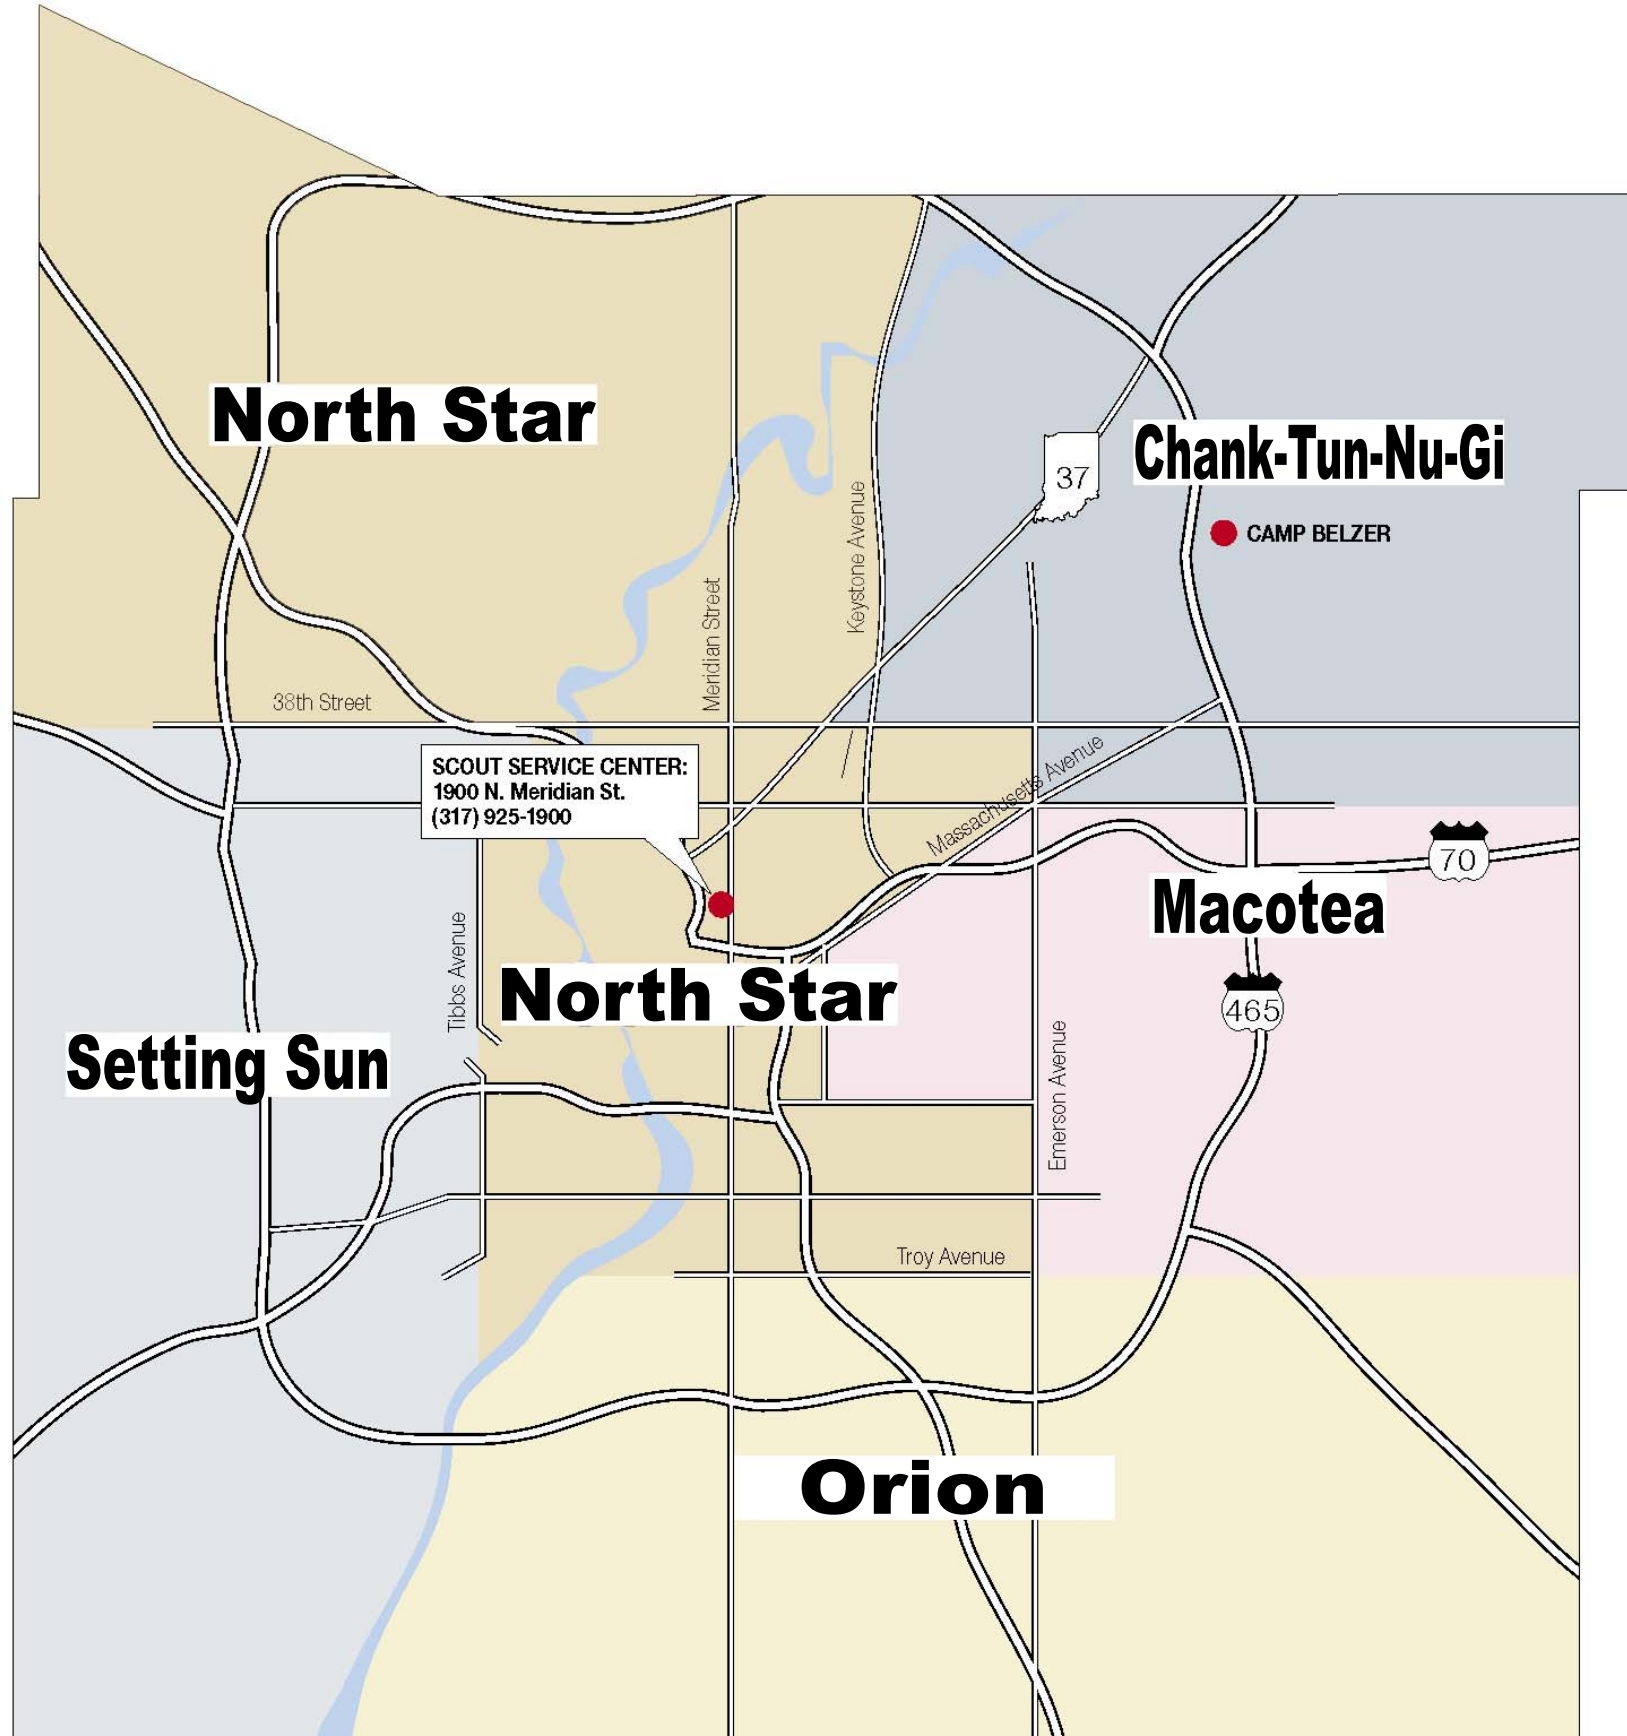 North Star
Chank-Tun-Nu-Gi
37
CAMP BELZER
Keystone Avenue
Meridian Street
38th Street
SCOUT SERVICE CENTER:
1900 N. Meridian St.
(317) 925-1900
Massachusetts Avenue
70
Macotea
Tibbs Avenue
North Star
465
Setting Sun
Emerson Avenue
Troy Avenue
Orion